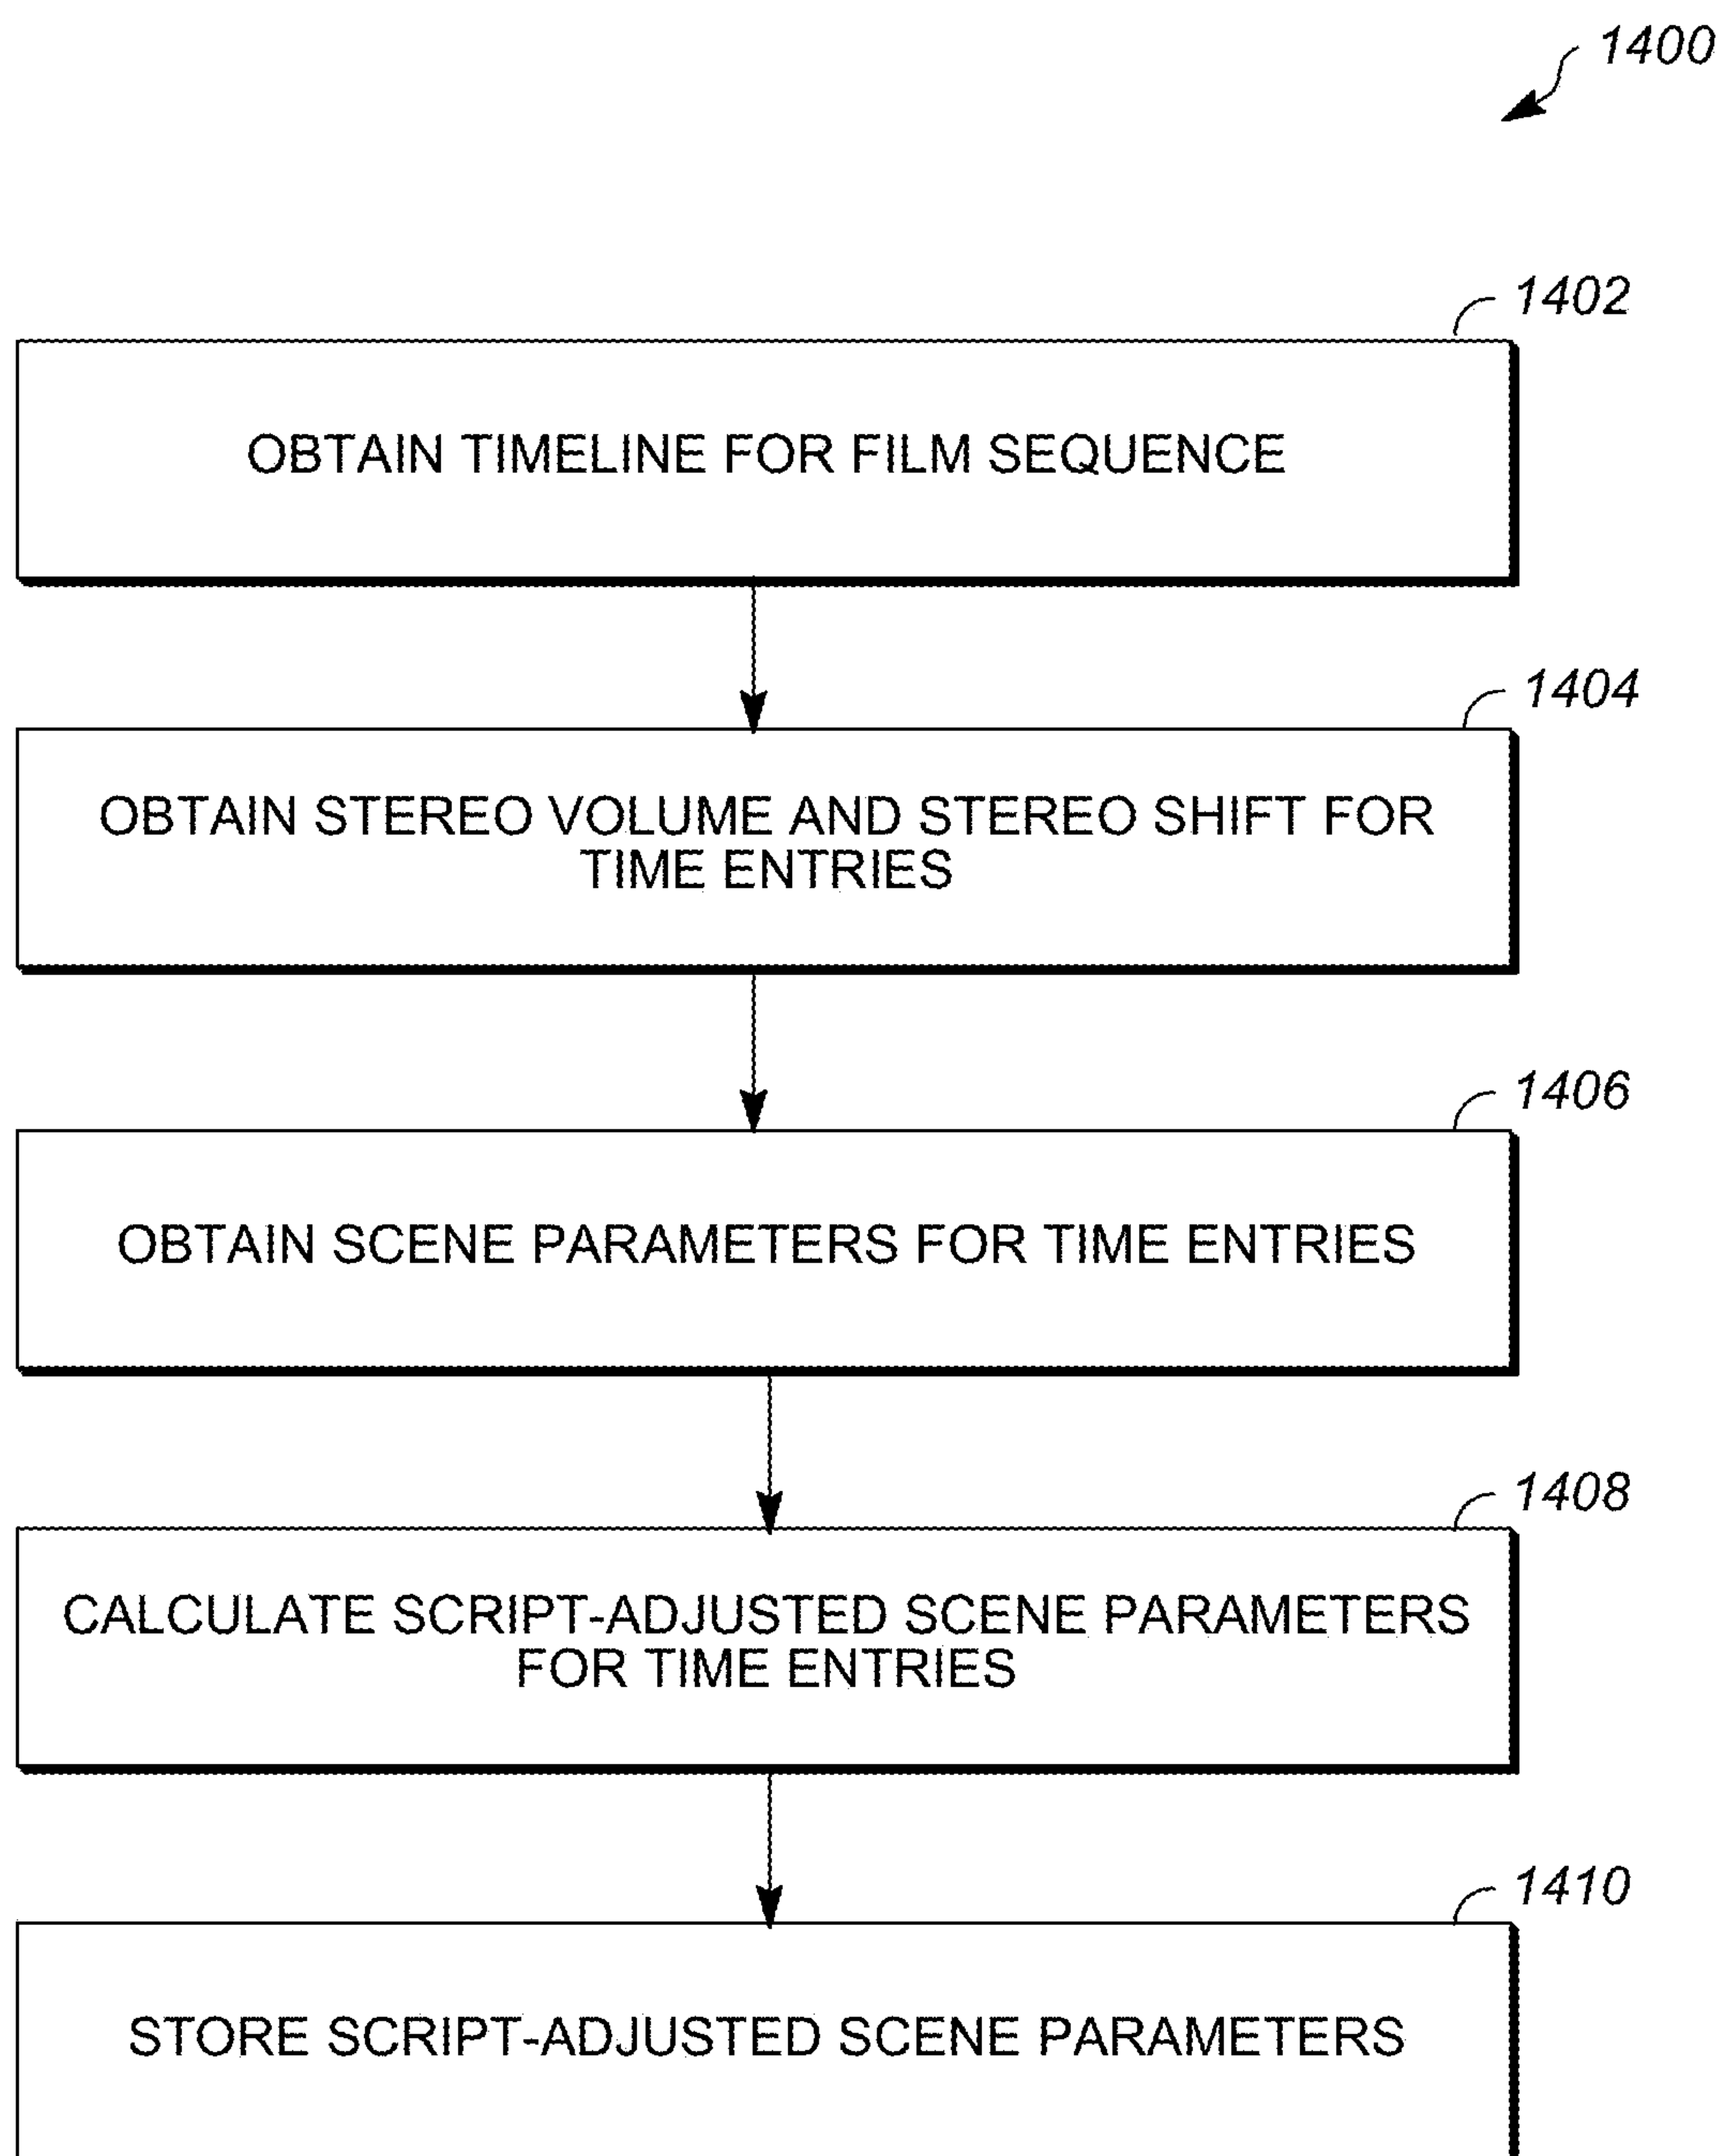 1400
1402
OBTAIN TIMELINE FOR FILM SEQUENCE
1404
OBTAIN STEREO VOLUME AND STEREO SHIFT FOR
TIME ENTRIES
1406
OBTAIN SCENE PARAMETERS FOR TIME ENTRIES
1408
CALCULATE SCRIPT-ADJUSTED SCENE PARAMETERS
FOR TIME ENTRIES
1410
STORE SCRIPT-ADJUSTED SCENE PARAMETERS